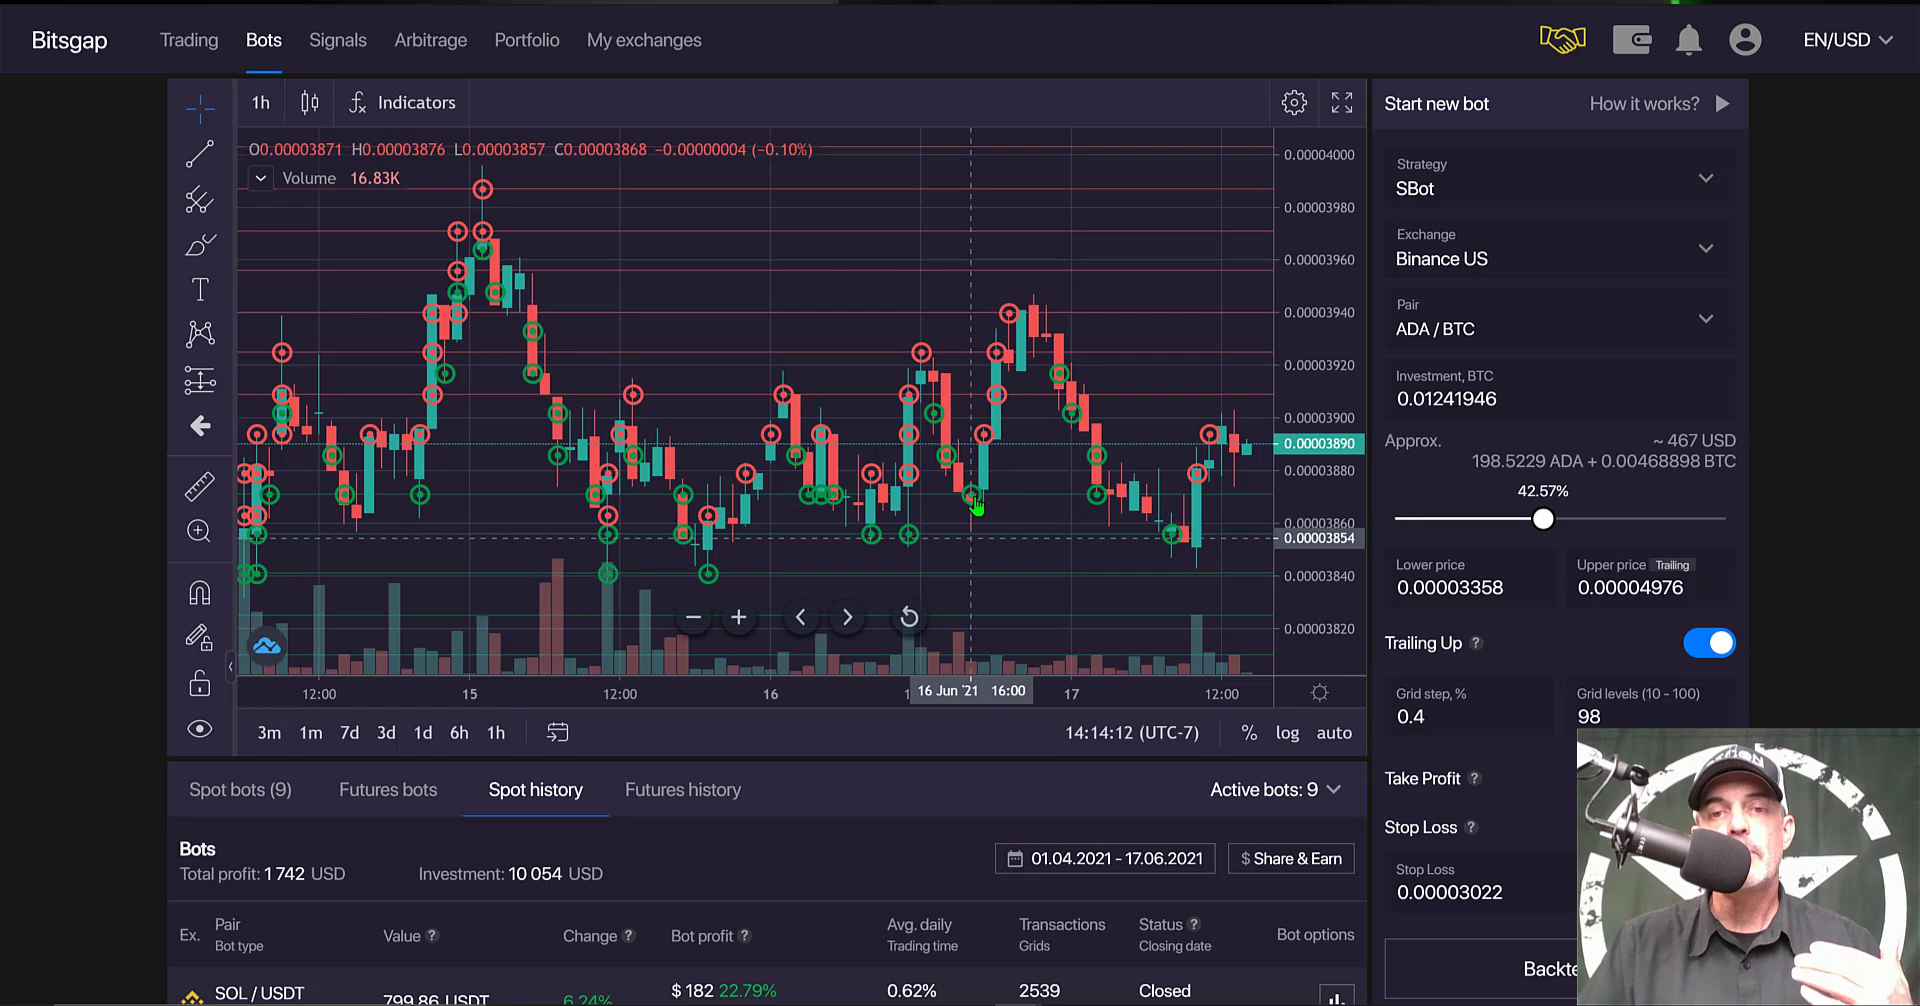 Bitsgap
Trading
Bots
Signals
Arbitrage
Portfolio
My exchanges
EN/USD
1h
Indicators
O0.00003871 H0.00003876 L0.00003857 C0.00003868 −0.00000004 (−0.10%)
Volume 16.83K
0.00004000
0.00003980
0.00003960
0.00003940
0.00003920
0.00003900
0.00003890
0.00003880
0.00003860
0.00003854
0.00003840
0.00003820
12:00
15
12:00
16
16 Jun '21 16:00
17
12:00
3m
1m
7d
3d
1d
6h
1h
14:14:12 (UTC-7)
%
log
auto
Start new bot
How it works?
Strategy
SBot
Exchange
Binance US
Pair
ADA / BTC
Investment, BTC
0.01241946
Approx.
~ 467 USD
198.5229 ADA + 0.00468898 BTC
42.57%
Lower price
0.00003358
Upper price Trailing
0.00004976
Trailing Up ?
Grid step, %
0.4
Grid levels (10 - 100)
98
Take Profit ?
Stop Loss ?
Stop Loss
0.00003022
Backte
Spot bots (9)
Futures bots
Spot history
Futures history
Active bots: 9
Bots
Total profit: 1 742 USD
Investment: 10 054 USD
01.04.2021 - 17.06.2021
$ Share & Earn
Ex.
Pair
Bot type
Value ?
Change ?
Bot profit ?
Avg. daily
Trading time
Transactions
Grids
Status ?
Closing date
Bot options
SOL / USDT
799.86 USDT
6.24%
$ 182 22.79%
0.62%
2539
Closed